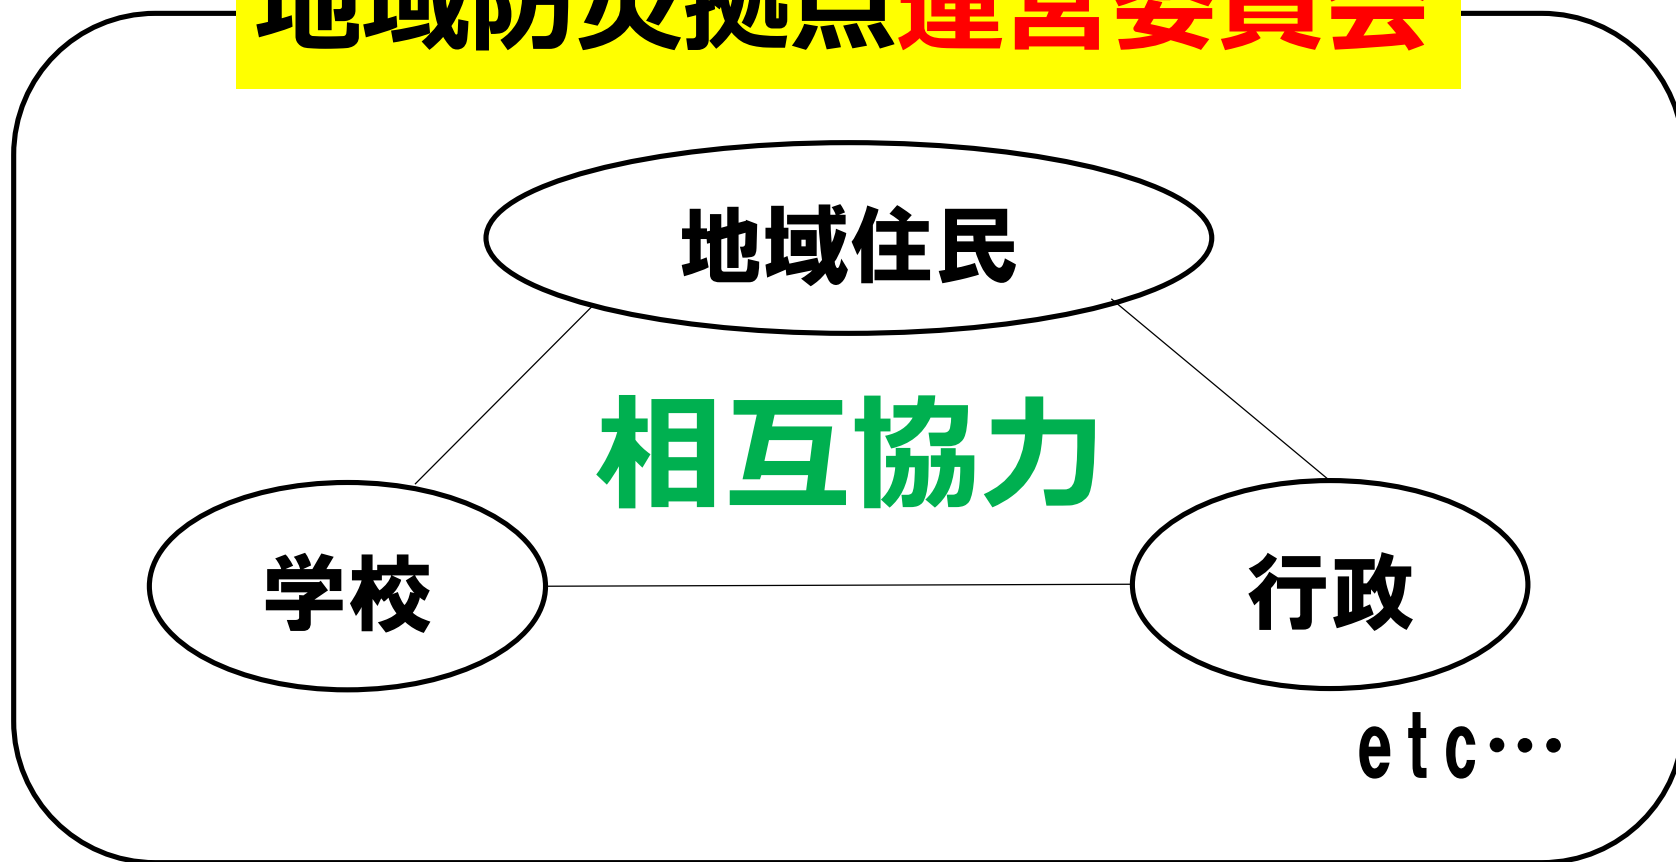 地域防災拠点運営委員会
地域住民
相互協力
学校
行政
etc…